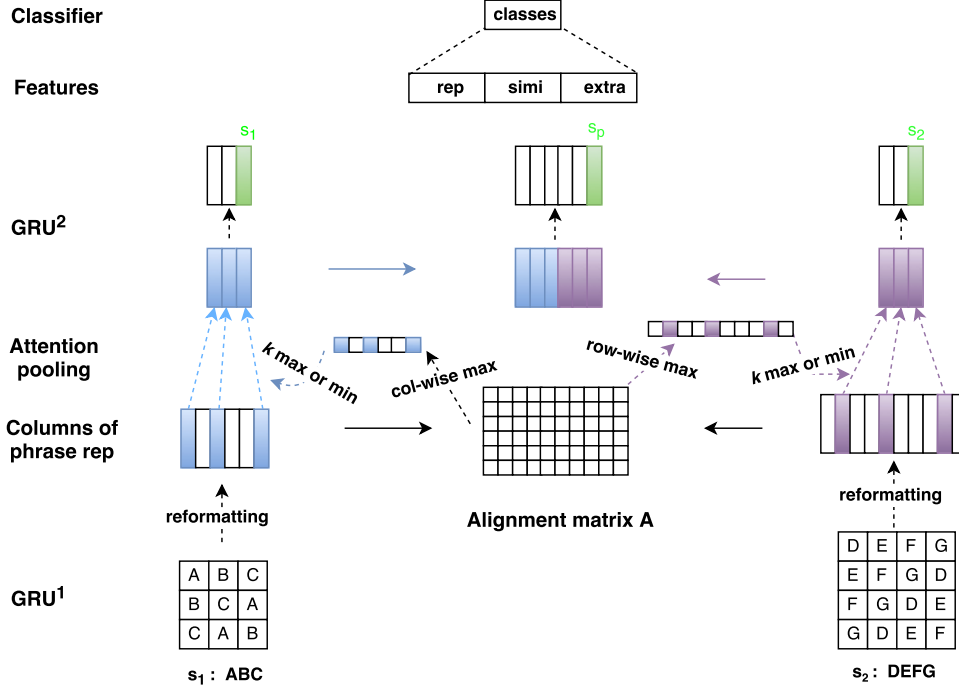 Classifier
classes
Features
rep simi extra
s1 sp s2
GRU2
Attention
pooling
k max or min
col-wise max
row-wise max
k max or min
Columns of
phrase rep
reformatting
reformatting
Alignment matrix A
GRU1
A B C
B C A
C A B
D E F G
E F G D
F G D E
G D E F
s1 : ABC
s2 : DEFG